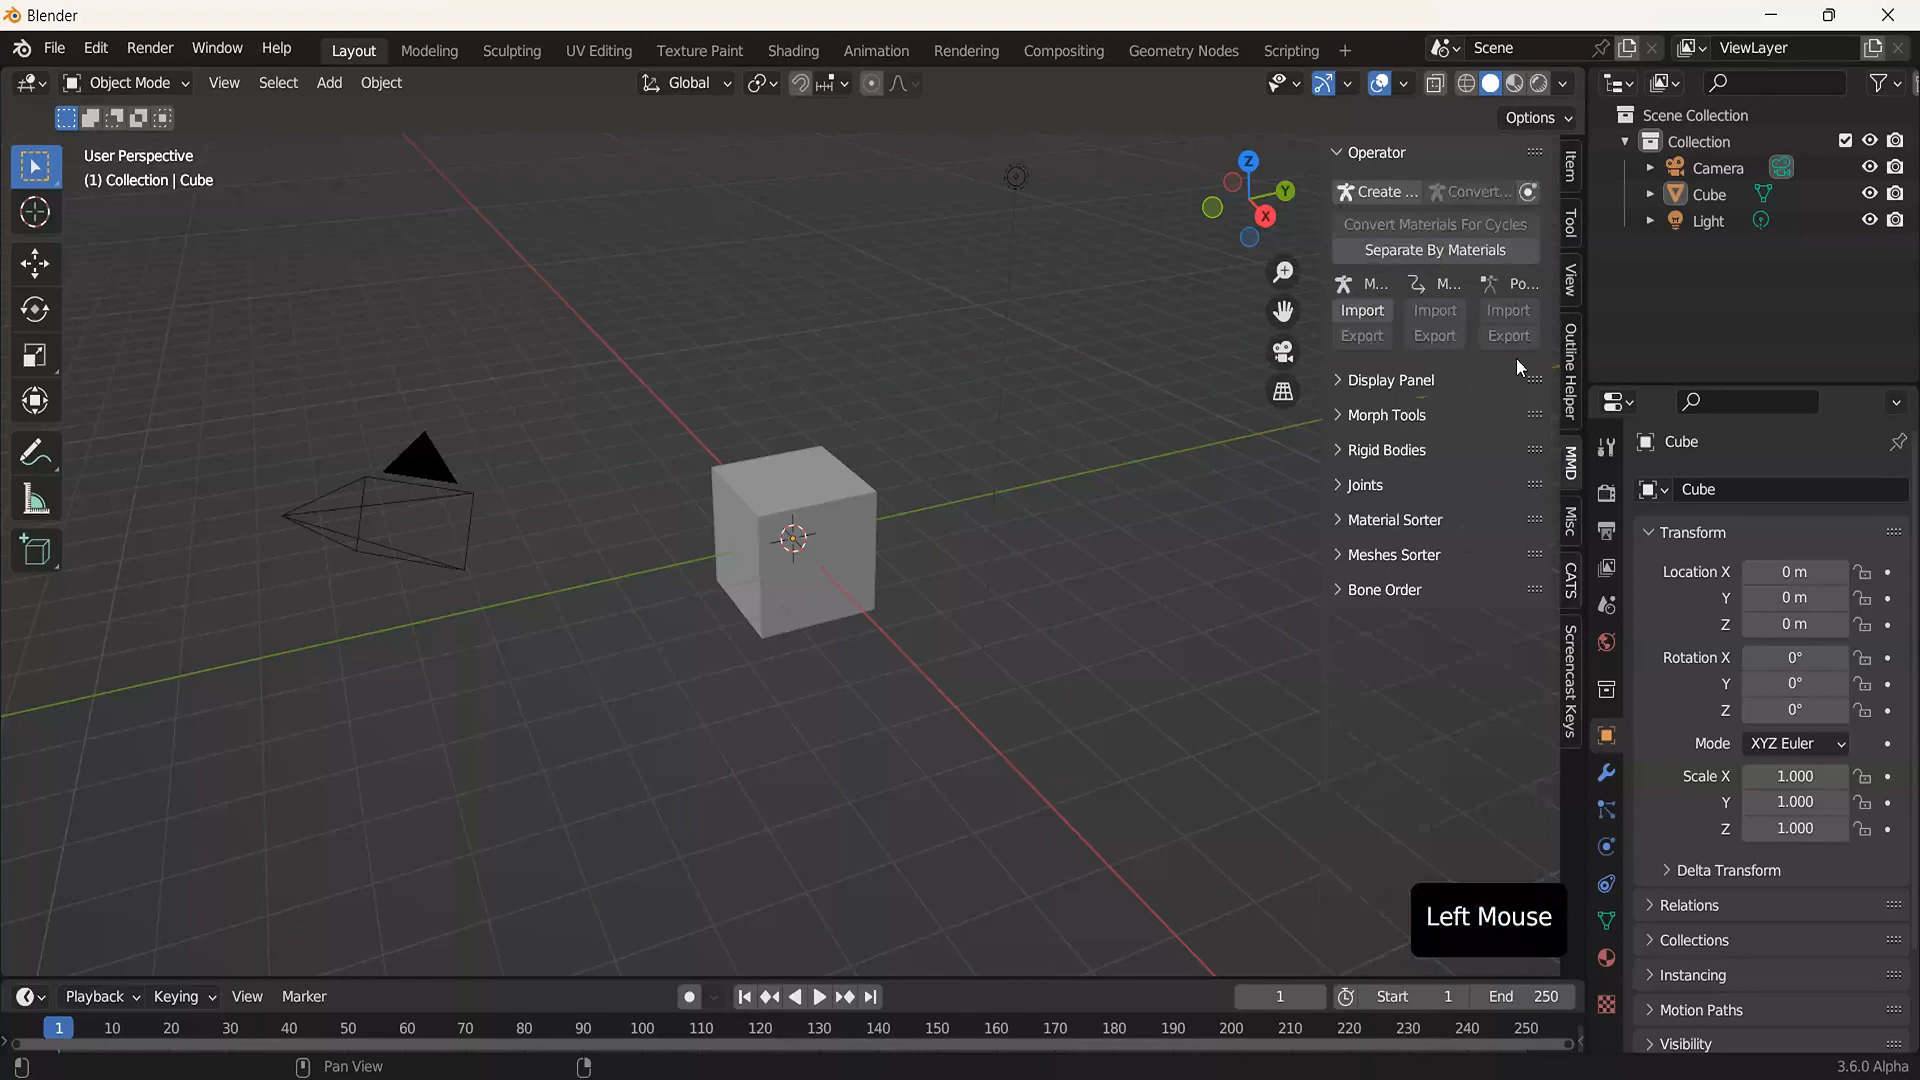 Blender
File Edit Render Window Help Layout Modeling Sculpting UV Editing Texture Paint Shading Animation Rendering Compositing Geometry Nodes Scripting + Scene ViewLayer
Object Mode View Select Add Object Global
Options
User Perspective
(1) Collection | Cube
Z
Y
X
Operator
Create ... Convert...
Convert Materials For Cycles
Separate By Materials
M... M... Po...
Import Import Import
Export Export Export
Display Panel
Morph Tools
Rigid Bodies
Joints
Material Sorter
Meshes Sorter
Bone Order
Item
Tool
View
Outline Helper
MMD
Misc
CATS
Screencast Keys
Left Mouse
Scene Collection
Collection
Camera
Cube
Light
Cube
Cube
Transform
Location X 0 m
Y 0 m
Z 0 m
Rotation X 0°
Y 0°
Z 0°
Mode XYZ Euler
Scale X 1.000
Y 1.000
Z 1.000
Delta Transform
Relations
Collections
Instancing
Motion Paths
Visibility
Playback Keying View Marker 1 Start 1 End 250
1 10 20 30 40 50 60 70 80 90 100 110 120 130 140 150 160 170 180 190 200 210 220 230 240 250
Pan View
3.6.0 Alpha